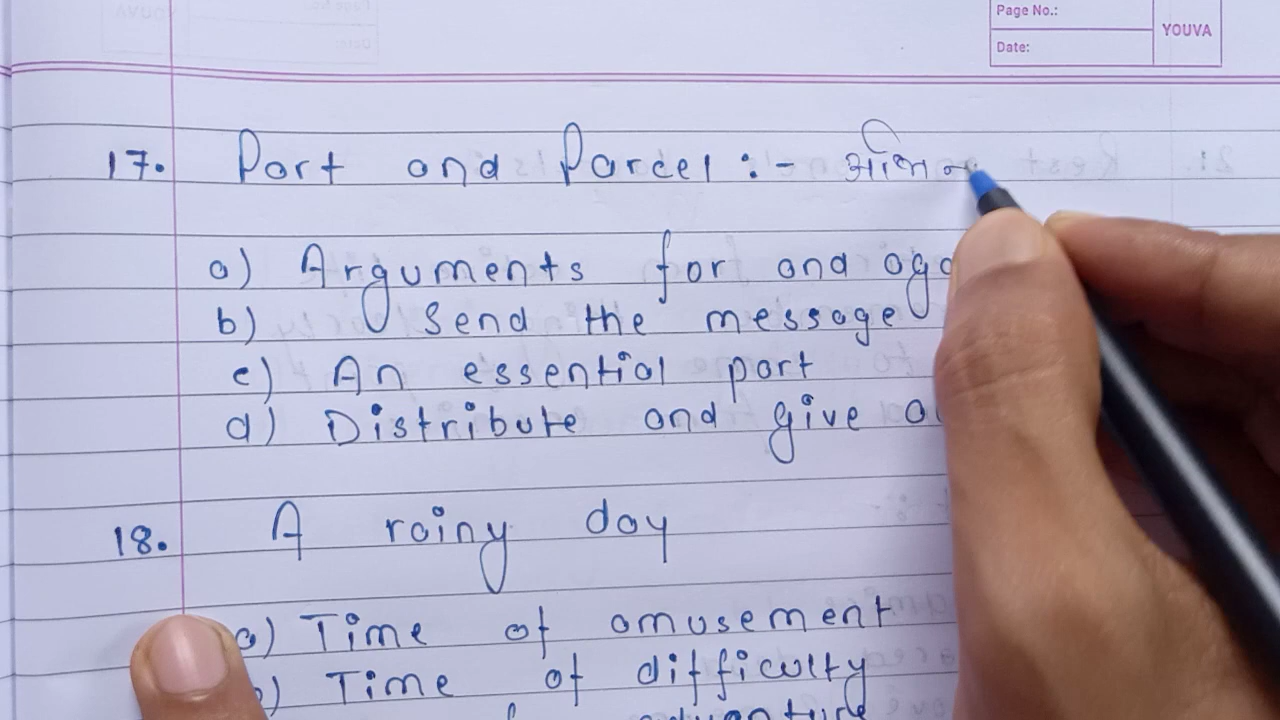 Page No.:
YOUVA
Date:
17. Part and Parcel :-
a) Arguments for and aga
b) Send the message
c) An essential part
d) Distribute and give a
18. A rainy day
a) Time of amusement
b) Time of difficulty